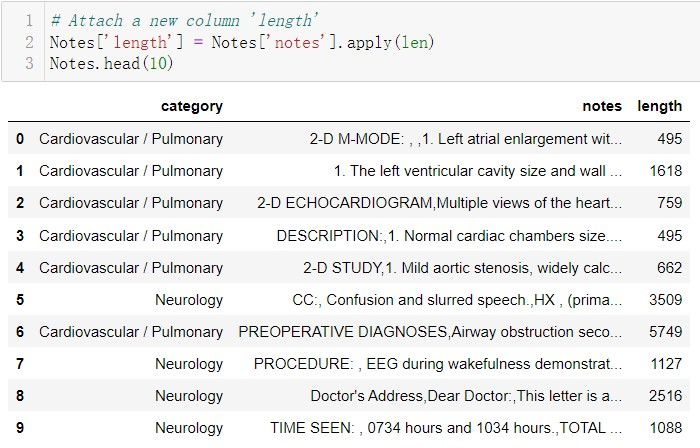 1 # Attach a new column 'length'
2 Notes['length'] = Notes['notes'].apply(len)
3 Notes.head(10)
category notes length
0 Cardiovascular / Pulmonary 2-D M-MODE: , ,1. Left atrial enlargement wit... 495
1 Cardiovascular / Pulmonary 1. The left ventricular cavity size and wall ... 1618
2 Cardiovascular / Pulmonary 2-D ECHOCARDIOGRAM,Multiple views of the heart... 759
3 Cardiovascular / Pulmonary DESCRIPTION:,1. Normal cardiac chambers size.... 495
4 Cardiovascular / Pulmonary 2-D STUDY,1. Mild aortic stenosis, widely calc... 662
5 Neurology CC:, Confusion and slurred speech.,HX , (prima... 3509
6 Cardiovascular / Pulmonary PREOPERATIVE DIAGNOSES,Airway obstruction seco... 5749
7 Neurology PROCEDURE: , EEG during wakefulness demonstrat... 1127
8 Neurology Doctor's Address,Dear Doctor:,This letter is a... 2516
9 Neurology TIME SEEN: , 0734 hours and 1034 hours.,TOTAL ... 1088